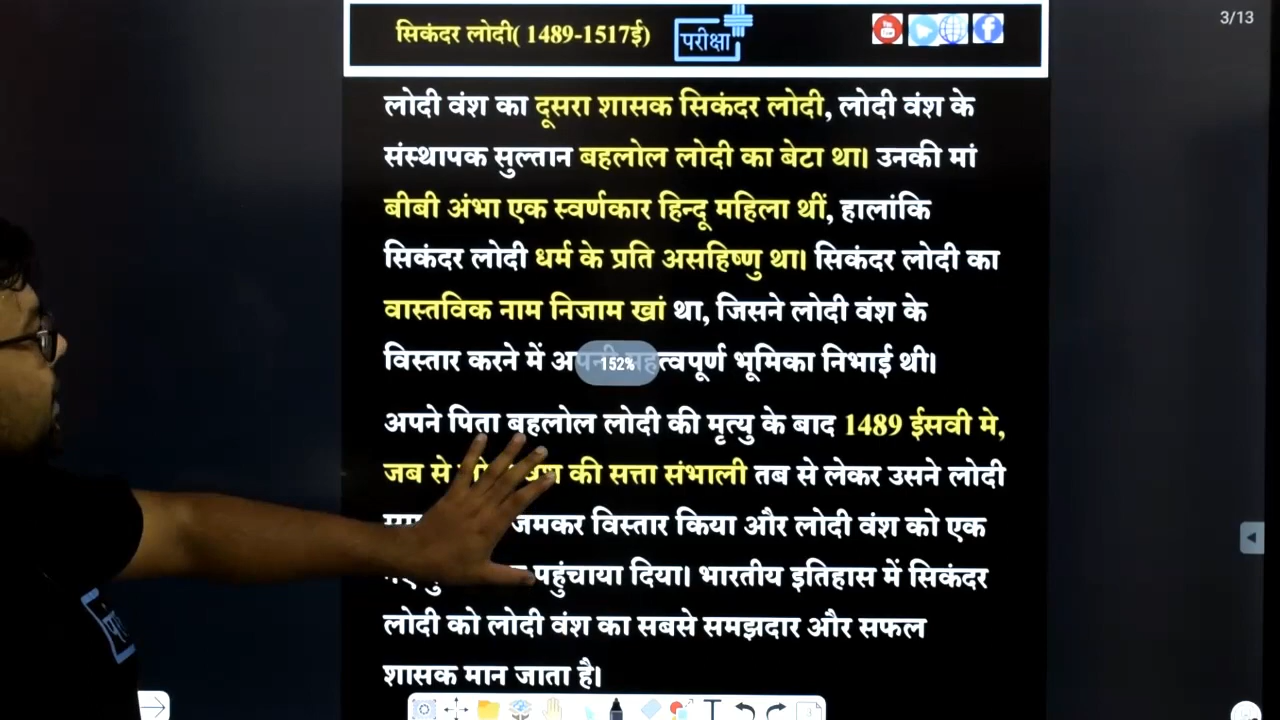 3/13
सिकंदर लोदी( 1489-1517ई)
परीक्षा
लोदी वंश का दूसरा शासक सिकंदर लोदी, लोदी वंश के
संस्थापक सुल्तान बहलोल लोदी का बेटा था। उनकी मां
बीबी अंभा एक स्वर्णकार हिन्दू महिला थीं, हालांकि
सिकंदर लोदी धर्म के प्रति असहिष्णु था। सिकंदर लोदी का
वास्तविक नाम निजाम खां था, जिसने लोदी वंश के
विस्तार करने में अपनी महत्वपूर्ण भूमिका निभाई थी।
152%
अपने पिता बहलोल लोदी की मृत्यु के बाद 1489 ईसवी मे,
जब से की सत्ता संभाली तब से लेकर उसने लोदी
जमकर विस्तार किया और लोदी वंश को एक
पहुंचाया दिया। भारतीय इतिहास में सिकंदर
लोदी को लोदी वंश का सबसे समझदार और सफल
शासक मान जाता है।